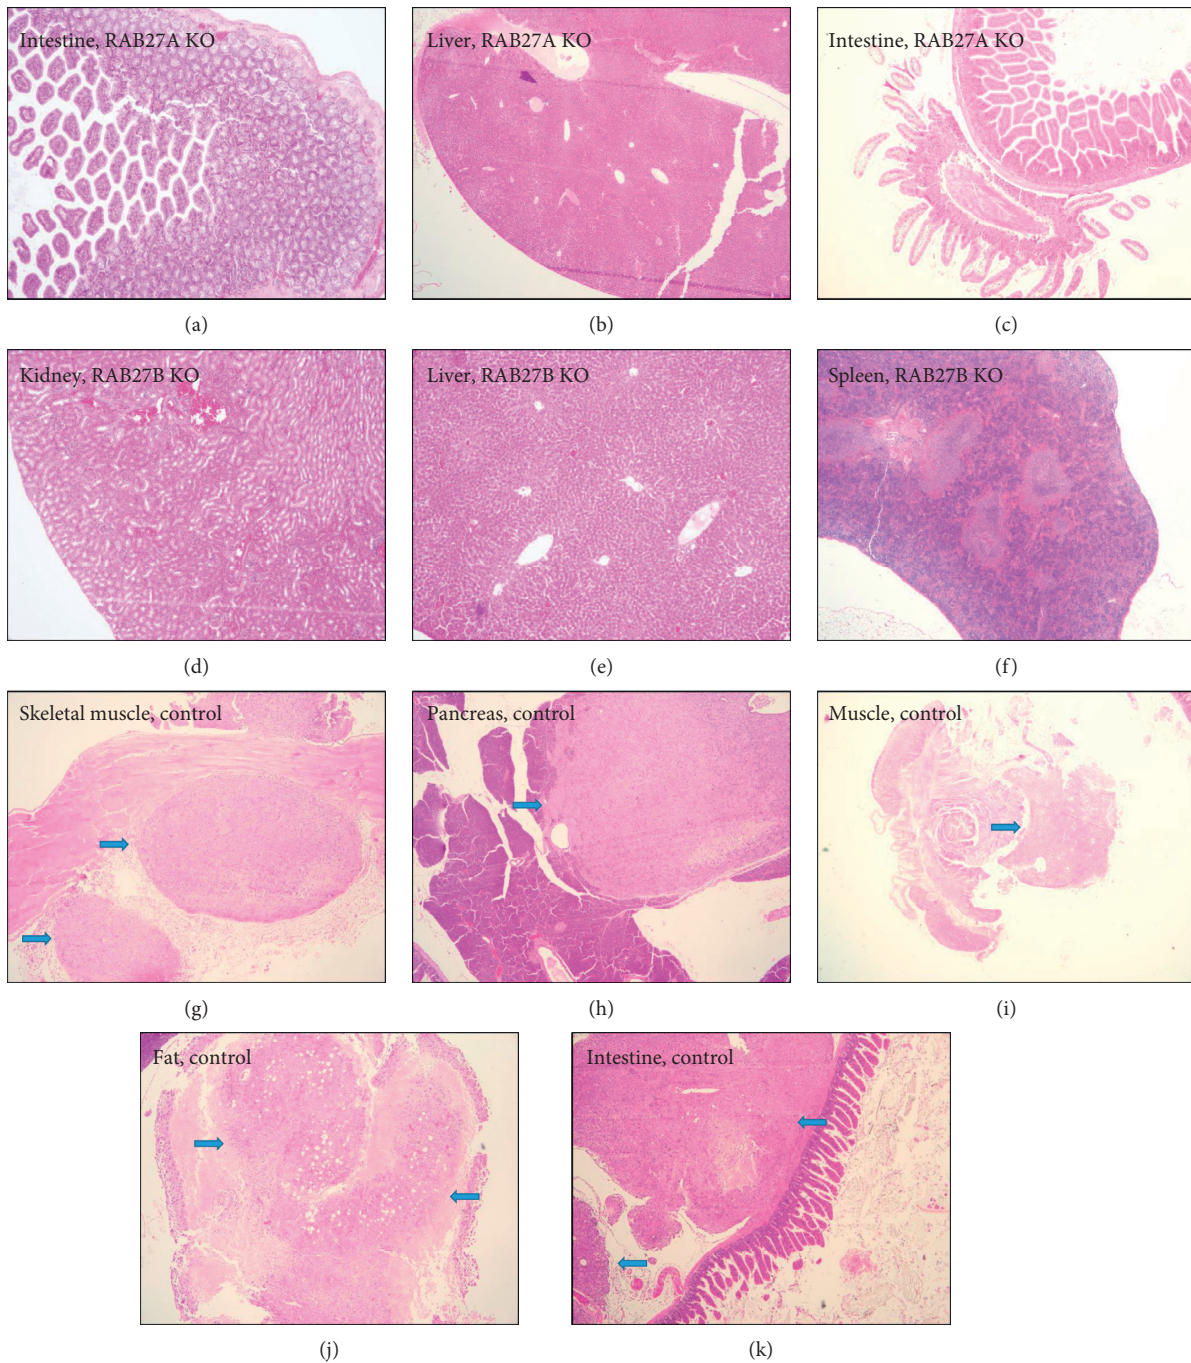 Intestine, RAB27A KO
Liver, RAB27A KO
Intestine, RAB27A KO
(a)
(b)
(c)
Kidney, RAB27B KO
Liver, RAB27B KO
Spleen, RAB27B KO
(d)
(e)
(f)
Skeletal muscle, control
Pancreas, control
Muscle, control
(g)
(h)
(i)
Fat, control
Intestine, control
(j)
(k)